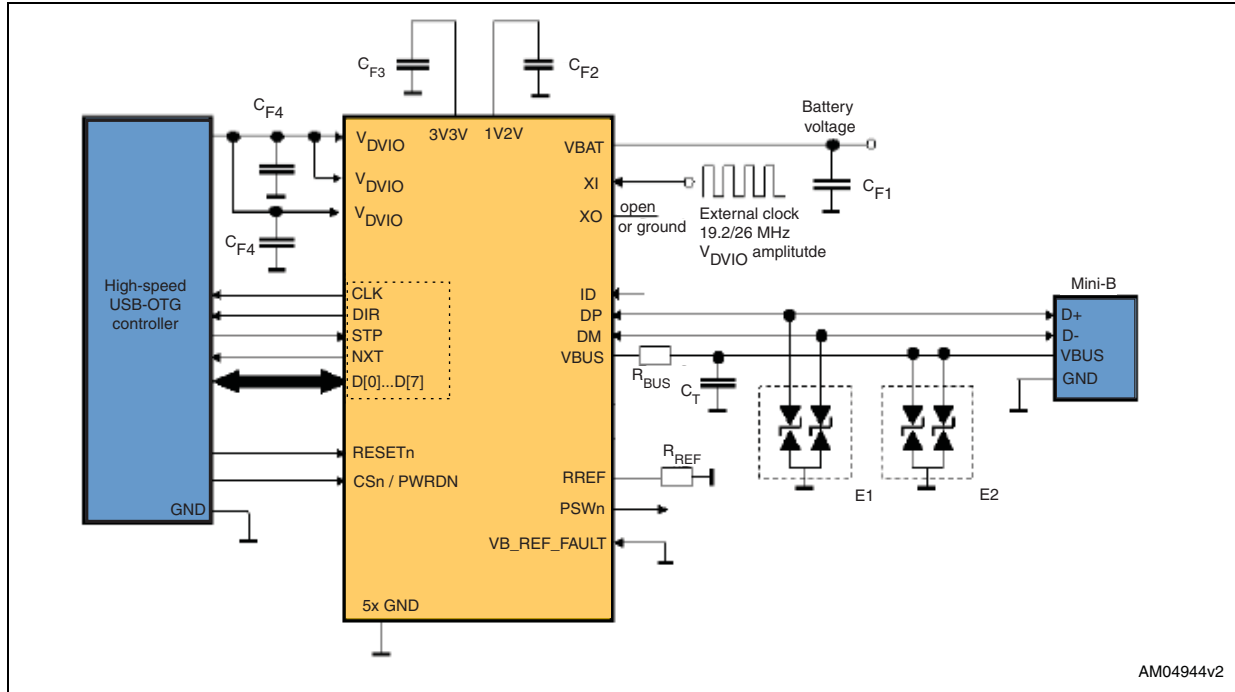 CF3
CF2
CF4
Battery
voltage
VDVIO
3V3V
1V2V
VBAT
VDVIO
XI
CF1
VDVIO
XO
open
or ground
External clock
19.2/26 MHz
VDVIO amplitutde
CF4
High-speed
USB-OTG
controller
CLK
DIR
STP
NXT
D[0]...D[7]
ID
DP
DM
VBUS
RBUS
CT
Mini-B
D+
D-
VBUS
GND
RESETn
CSn / PWRDN
GND
RREF
RREF
PSWn
VB_REF_FAULT
E1
E2
5x GND
AM04944v2